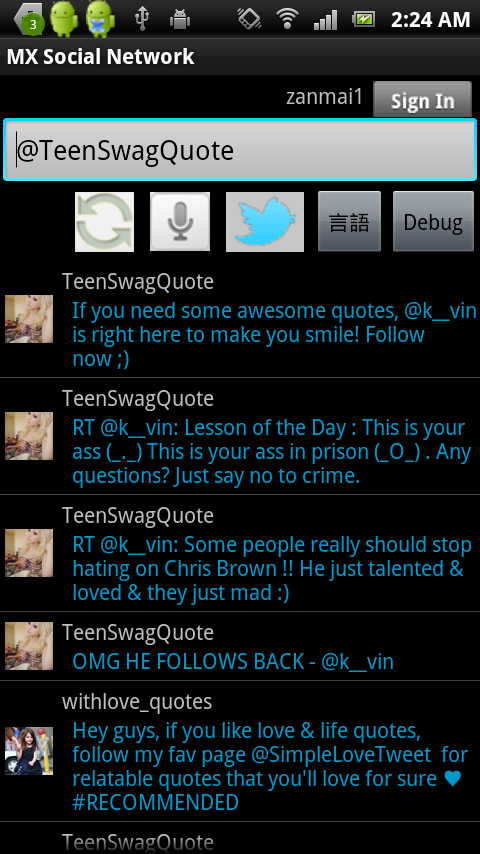 3
2:24 AM
MX Social Network
zanmai1
Sign In
@TeenSwagQuote
言語
Debug
TeenSwagQuote
If you need some awesome quotes, @k__vin
is right here to make you smile! Follow
now ;)
TeenSwagQuote
RT @k__vin: Lesson of the Day : This is your
ass (_._) This is your ass in prison (_O_) . Any
questions? Just say no to crime.
TeenSwagQuote
RT @k__vin: Some people really should stop
hating on Chris Brown !! He just talented &
loved & they just mad :)
TeenSwagQuote
OMG HE FOLLOWS BACK - @k__vin
withlove_quotes
Hey guys, if you like love & life quotes,
follow my fav page @SimpleLoveTweet  for
relatable quotes that you'll love for sure ♥
#RECOMMENDED
TeenSwagQuote